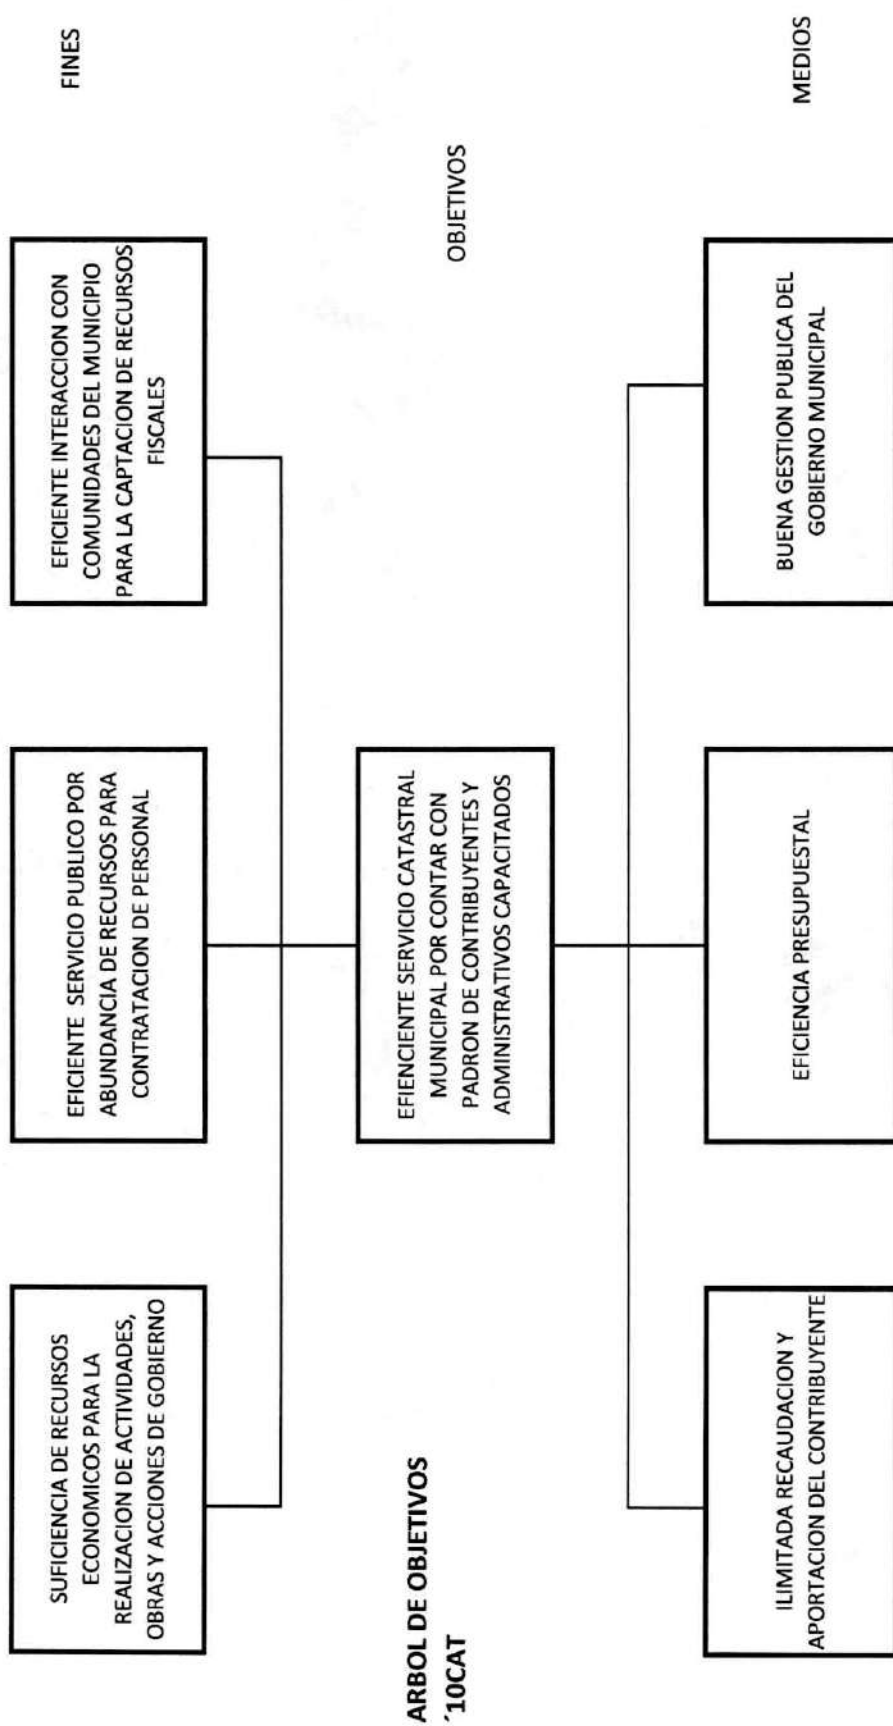 SUFICIENCIA DE RECURSOS
ECONOMICOS PARA LA
REALIZACION DE ACTIVIDADES,
OBRAS Y ACCIONES DE GOBIERNO
EFICIENTE SERVICIO PUBLICO POR
ABUNDANCIA DE RECURSOS PARA
CONTRATACION DE PERSONAL
EFICIENTE INTERACCION CON
COMUNIDADES DEL MUNICIPIO
PARA LA CAPTACION DE RECURSOS
FISCALES
FINES
ARBOL DE OBJETIVOS
´10CAT
EFIENCIENTE SERVICIO CATASTRAL
MUNICIPAL POR CONTAR CON
PADRON DE CONTRIBUYENTES Y
ADMINISTRATIVOS CAPACITADOS
OBJETIVOS
ILIMITADA RECAUDACION Y
APORTACION DEL CONTRIBUYENTE
EFICIENCIA PRESUPUESTAL
BUENA GESTION PUBLICA DEL
GOBIERNO MUNICIPAL
MEDIOS